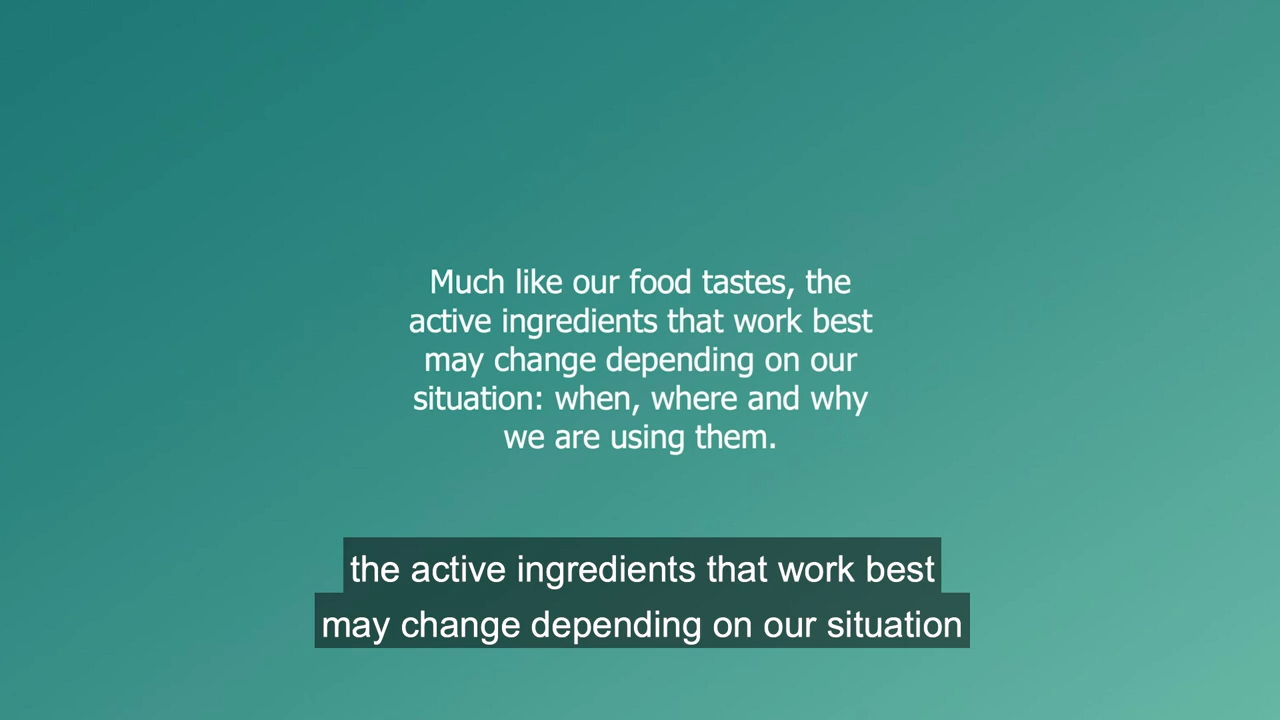 Much like our food tastes, the
active ingredients that work best
may change depending on our
situation: when, where and why
we are using them.
the active ingredients that work best
may change depending on our situation